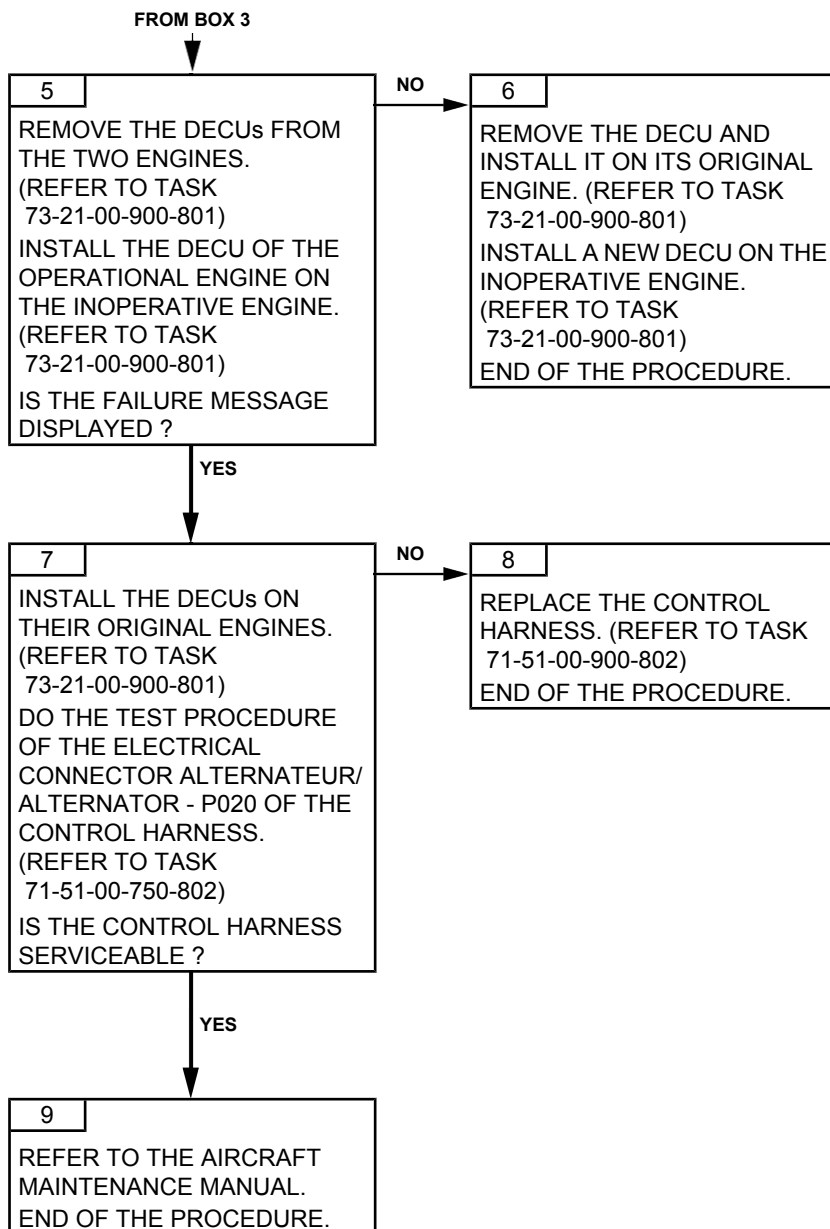 FROM BOX 3
5
REMOVE THE DECUs FROM
THE TWO ENGINES.
(REFER TO TASK
73-21-00-900-801)
INSTALL THE DECU OF THE
OPERATIONAL ENGINE ON
THE INOPERATIVE ENGINE.
(REFER TO TASK
73-21-00-900-801)
IS THE FAILURE MESSAGE
DISPLAYED ?
NO
6
REMOVE THE DECU AND
INSTALL IT ON ITS ORIGINAL
ENGINE. (REFER TO TASK
73-21-00-900-801)
INSTALL A NEW DECU ON THE
INOPERATIVE ENGINE.
(REFER TO TASK
73-21-00-900-801)
END OF THE PROCEDURE.
YES
7
INSTALL THE DECUs ON
THEIR ORIGINAL ENGINES.
(REFER TO TASK
73-21-00-900-801)
DO THE TEST PROCEDURE
OF THE ELECTRICAL
CONNECTOR ALTERNATEUR/
ALTERNATOR - P020 OF THE
CONTROL HARNESS.
(REFER TO TASK
71-51-00-750-802)
IS THE CONTROL HARNESS
SERVICEABLE ?
NO
8
REPLACE THE CONTROL
HARNESS. (REFER TO TASK
71-51-00-900-802)
END OF THE PROCEDURE.
YES
9
REFER TO THE AIRCRAFT
MAINTENANCE MANUAL.
END OF THE PROCEDURE.